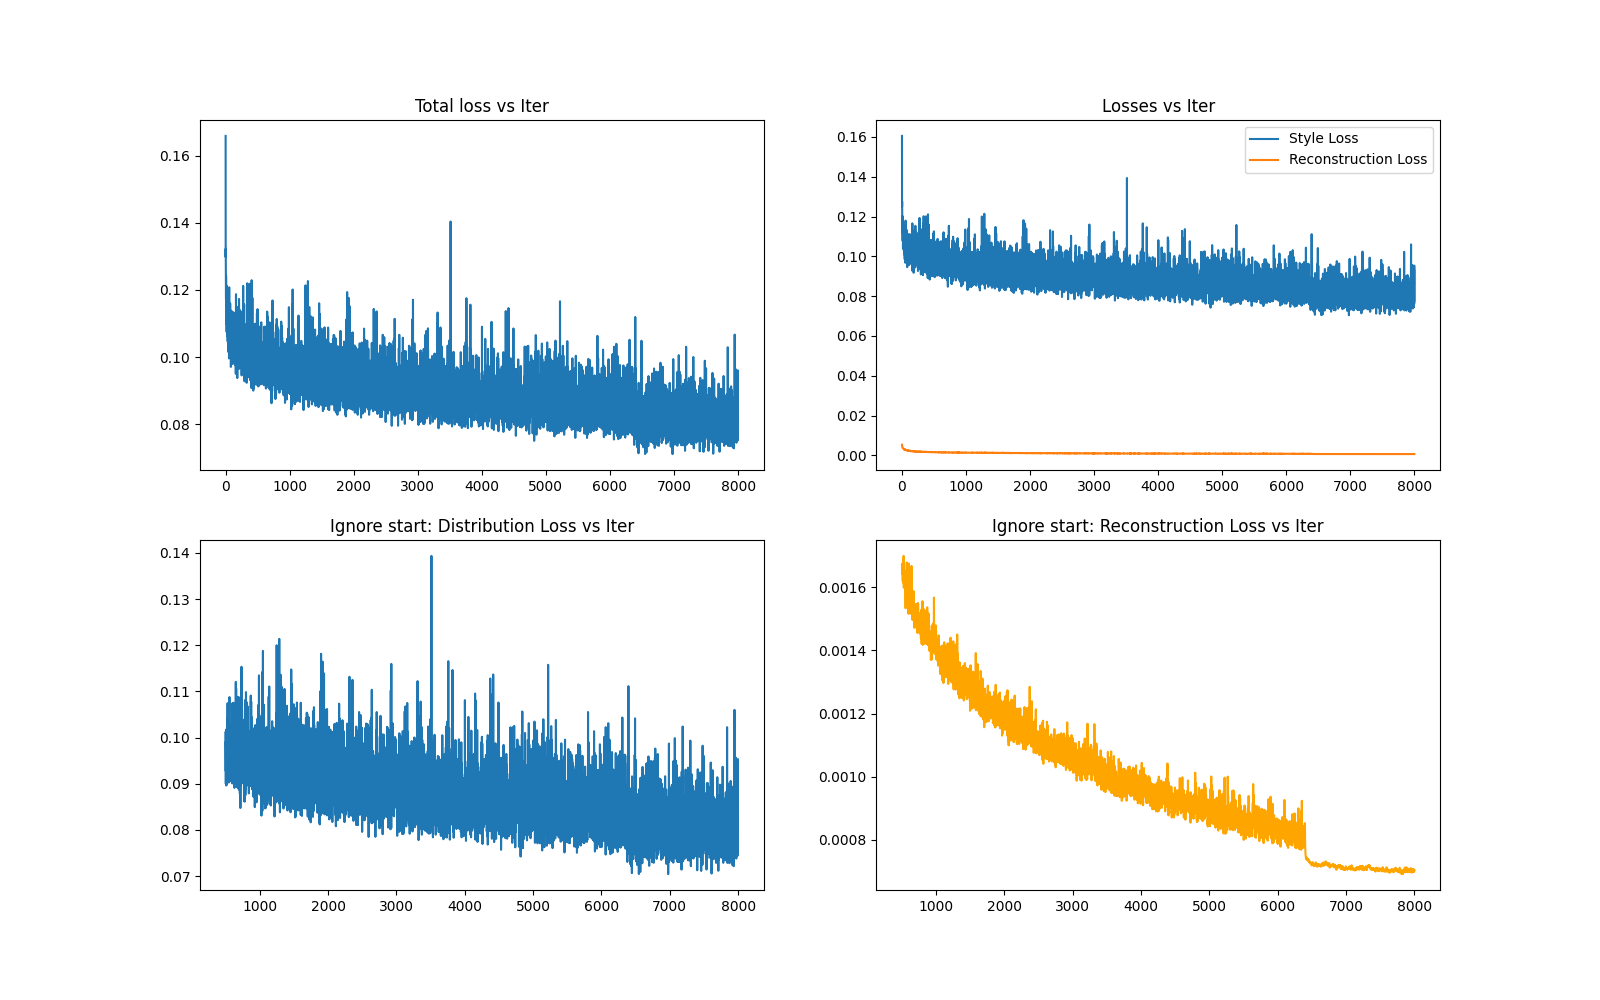 Total loss vs Iter
0.16
0.14
0.12
0.10
0.08
0 1000 2000 3000 4000 5000 6000 7000 8000
Losses vs Iter
Style Loss
Reconstruction Loss
0.16
0.14
0.12
0.10
0.08
0.06
0.04
0.02
0.00
0 1000 2000 3000 4000 5000 6000 7000 8000
Ignore start: Distribution Loss vs Iter
0.14
0.13
0.12
0.11
0.10
0.09
0.08
0.07
1000 2000 3000 4000 5000 6000 7000 8000
Ignore start: Reconstruction Loss vs Iter
0.0016
0.0014
0.0012
0.0010
0.0008
1000 2000 3000 4000 5000 6000 7000 8000